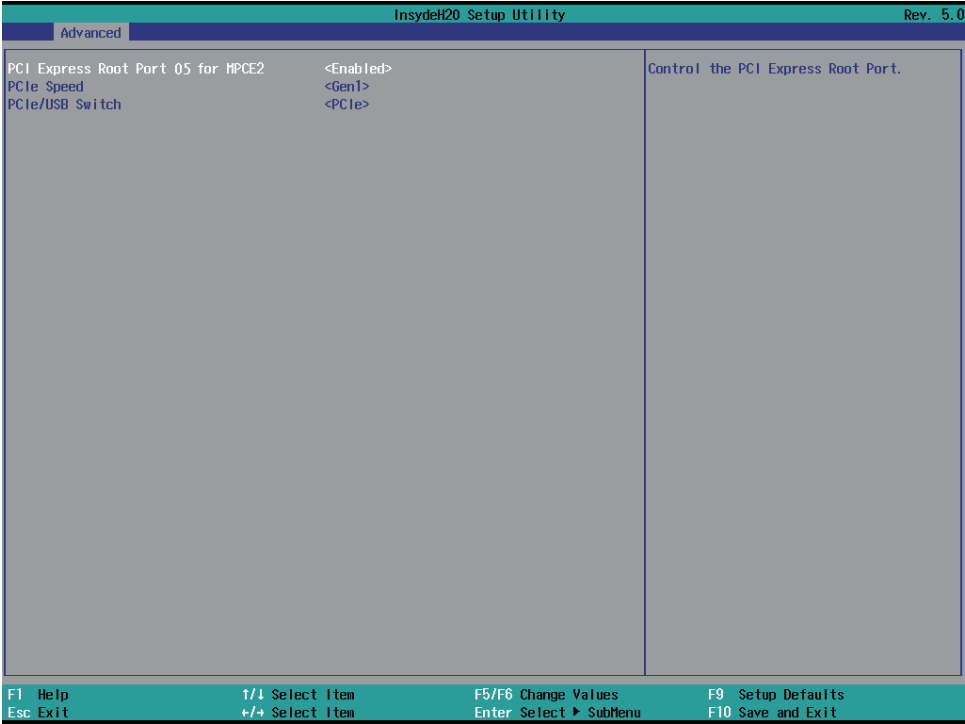 InsydeH20 Setup Utility Rev. 5.0
Advanced
PCI Express Root Port 05 for MPCE2 <Enabled> Control the PCI Express Root Port.
PCIe Speed <Gen1>
PCIe/USB Switch <PCIe>
F1 Help ↑/↓ Select Item F5/F6 Change Values F9 Setup Defaults
Esc Exit ←/→ Select Item Enter Select ▶ SubMenu F10 Save and Exit